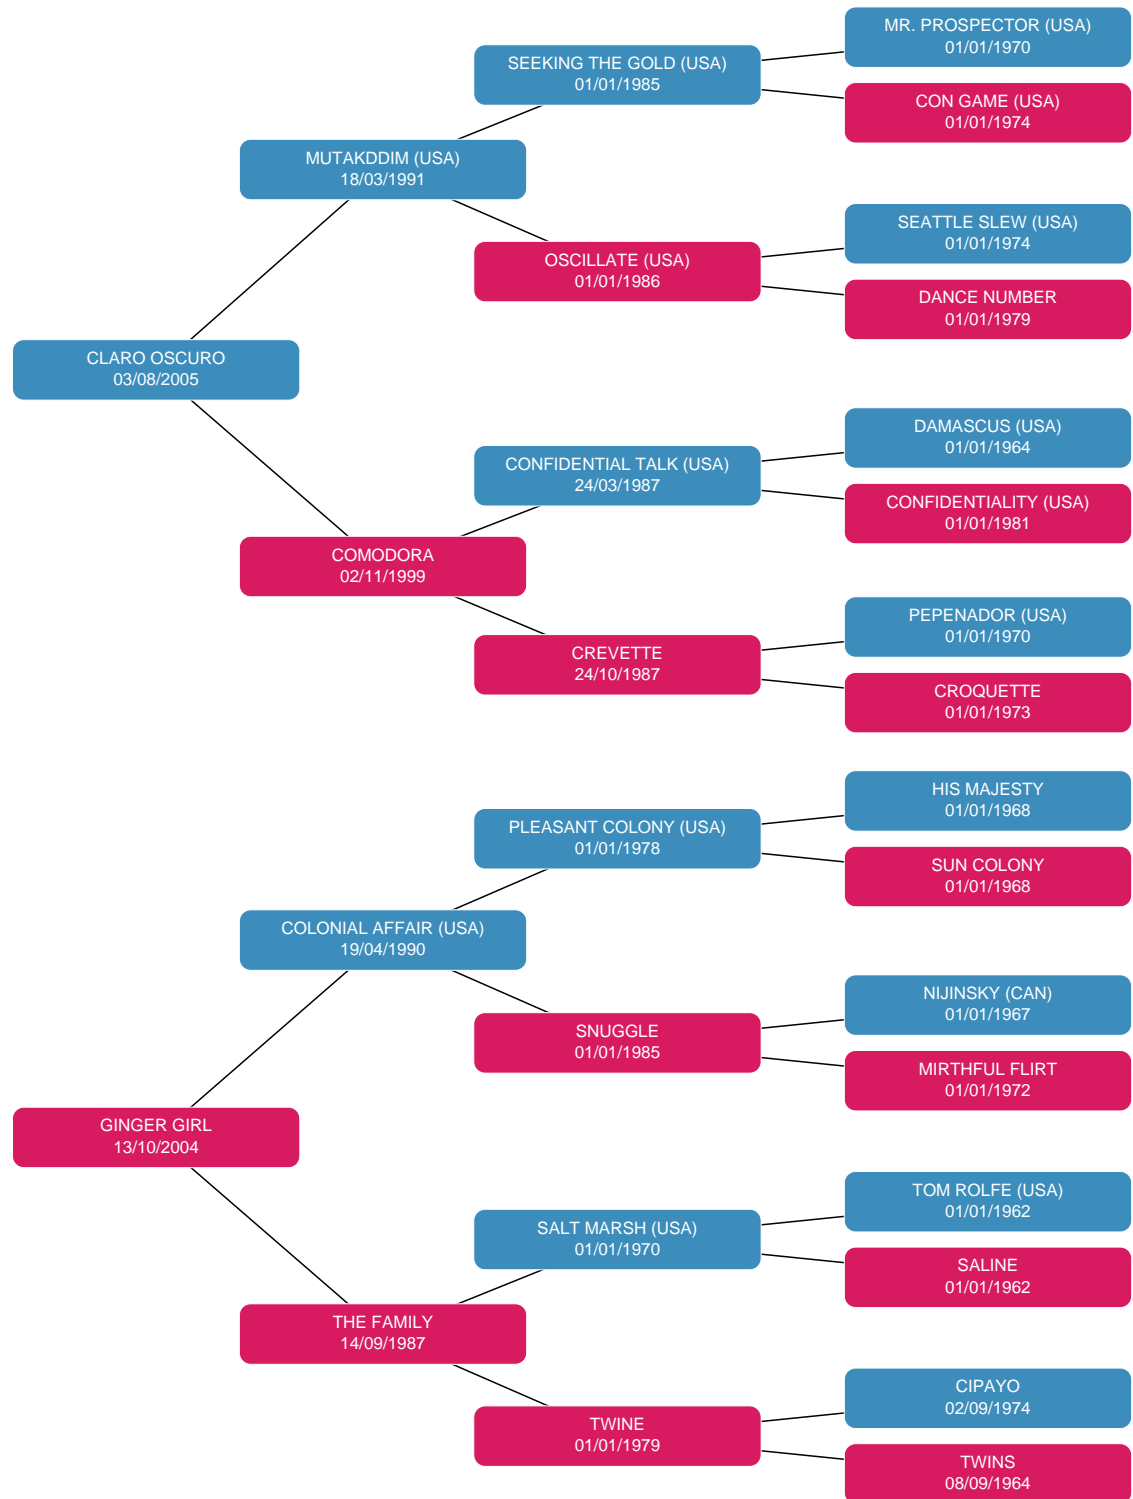 MR. PROSPECTOR (USA)
01/01/1970
SEEKING THE GOLD (USA)
01/01/1985
CON GAME (USA)
01/01/1974
MUTAKDDIM (USA)
18/03/1991
SEATTLE SLEW (USA)
01/01/1974
OSCILLATE (USA)
01/01/1986
DANCE NUMBER
01/01/1979
CLARO OSCURO
03/08/2005
DAMASCUS (USA)
01/01/1964
CONFIDENTIAL TALK (USA)
24/03/1987
CONFIDENTIALITY (USA)
01/01/1981
COMODORA
02/11/1999
PEPENADOR (USA)
01/01/1970
CREVETTE
24/10/1987
CROQUETTE
01/01/1973
HIS MAJESTY
01/01/1968
PLEASANT COLONY (USA)
01/01/1978
SUN COLONY
01/01/1968
COLONIAL AFFAIR (USA)
19/04/1990
NIJINSKY (CAN)
01/01/1967
SNUGGLE
01/01/1985
MIRTHFUL FLIRT
01/01/1972
GINGER GIRL
13/10/2004
TOM ROLFE (USA)
01/01/1962
SALT MARSH (USA)
01/01/1970
SALINE
01/01/1962
THE FAMILY
14/09/1987
CIPAYO
02/09/1974
TWINE
01/01/1979
TWINS
08/09/1964